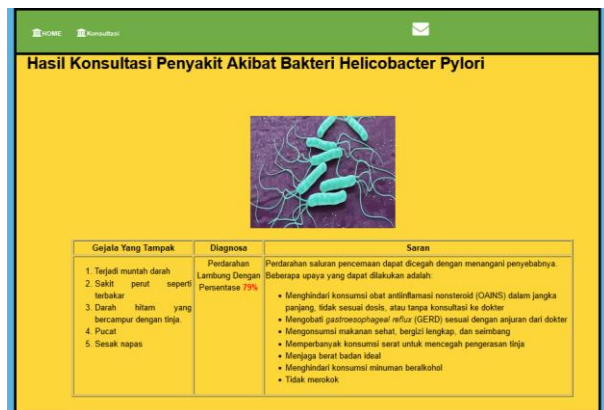 HOME Konsultasi
Hasil Konsultasi Penyakit Akibat Bakteri Helicobacter Pylori
Gejala Yang Tampak Diagnosa Saran
1. Terjadi muntah darah
2. Sakit perut seperti
terbakar
3. Darah hitam yang
bercampur dengan tinja.
4. Pucat
5. Sesak napas
Perdarahan
Lambung Dengan
Persentase 79%
Perdarahan saluran pencernaan dapat dicegah dengan menangani penyebabnya.
Beberapa upaya yang dapat dilakukan adalah:
• Menghindari konsumsi obat antiinflamasi nonsteroid (OAINS) dalam jangka
panjang, tidak sesuai dosis, atau tanpa konsultasi ke dokter
• Mengobati gastroesophageal reflux (GERD) sesuai dengan anjuran dari dokter
• Mengonsumsi makanan sehat, bergizi lengkap, dan seimbang
• Memperbanyak konsumsi serat untuk mencegah pengerasan tinja
• Menjaga berat badan ideal
• Menghindari konsumsi minuman beralkohol
• Tidak merokok